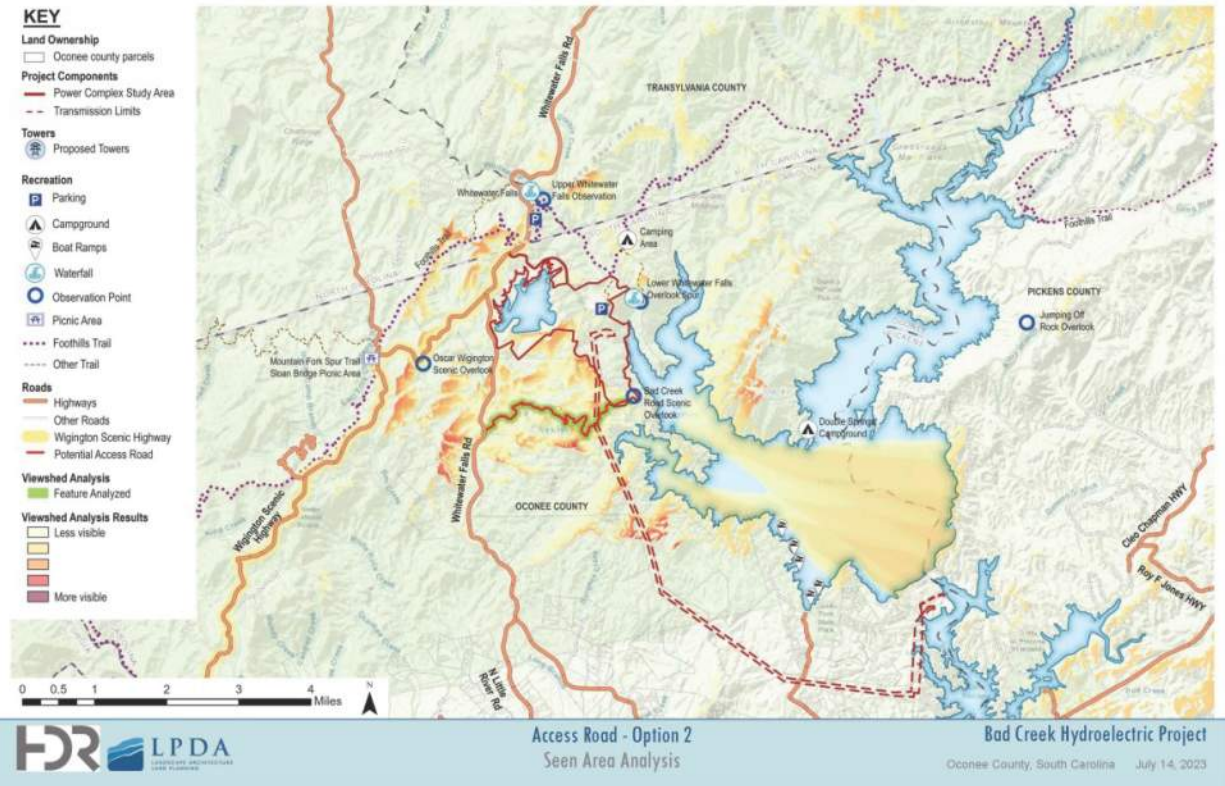 KEY
Land Ownership
Oconee county parcels
Project Components
Power Complex Study Area
Transmission Limits
Towers
Proposed Towers
Recreation
P Parking
Campground
Boat Ramps
Waterfall
Observation Point
Picnic Area
Foothills Trail
Other Trail
Roads
Highways
Other Roads
Wigington Scenic Highway
Potential Access Road
Viewshed Analysis
Feature Analyzed
Viewshed Analysis Results
Less visible
More visible
Whitewater Falls Rd
TRANSYLVANIA COUNTY
Whitewater Falls
Upper Whitewater
Falls Observation
P
Foothills Trail
Camping
Area
Foothills Trail
Lower Whitewater Falls
Overlook Spur
P
PICKENS COUNTY
Jumping Off
Rock Overlook
Mountain Fork Spur Trail
Sloan Bridge Picnic Area
Oscar Wigington
Scenic Overlook
Bad Creek
Road Scenic
Overlook
Double Springs
Campground
Whitewater Falls Rd
OCONEE COUNTY
Wigington Scenic
Highway
Cleo Chapman HWY
Roy F Jones HWY
N Little
River Rd
0 0.5 1 2 3 4
Miles
N
HDR
LPDA
LANDSCAPE ARCHITECTURE
LAND PLANNING
Access Road - Option 2
Seen Area Analysis
Bad Creek Hydroelectric Project
Oconee County, South Carolina July 14, 2023